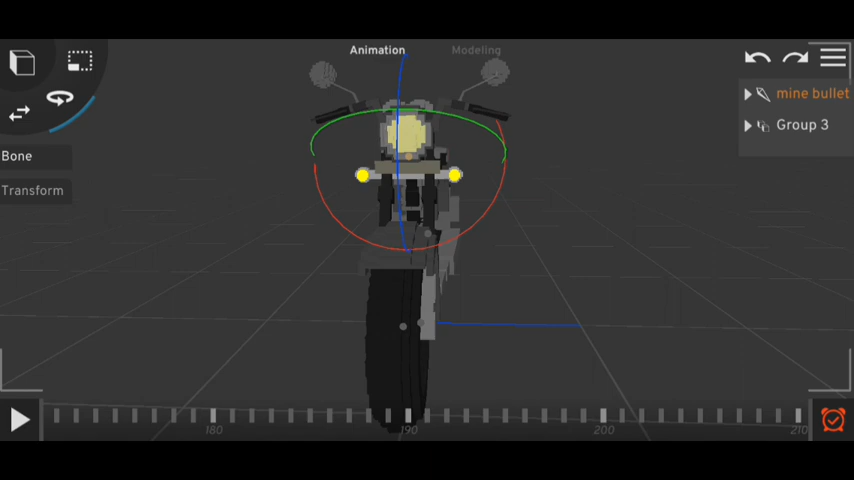 Animation
Modeling
mine bullet
Group 3
Bone
Transform
180
190
200
210